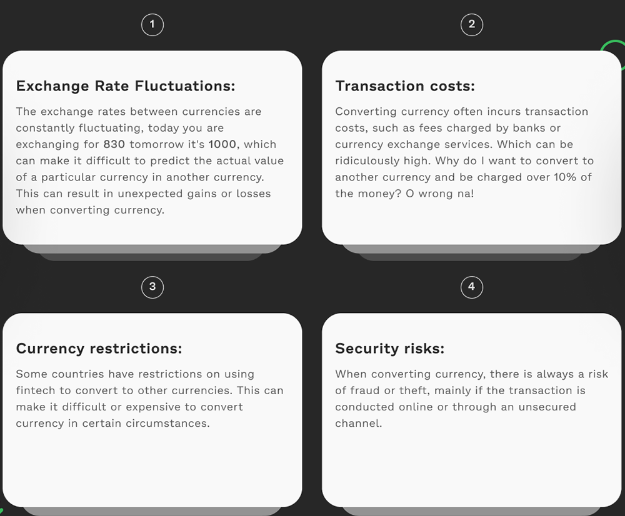 1
Exchange Rate Fluctuations:
The exchange rates between currencies are
constantly fluctuating, today you are
exchanging for 830 tomorrow it's 1000, which
can make it difficult to predict the actual value
of a particular currency in another currency.
This can result in unexpected gains or losses
when converting currency.
2
Transaction costs:
Converting currency often incurs transaction
costs, such as fees charged by banks or
currency exchange services. Which can be
ridiculously high. Why do I want to convert to
another currency and be charged over 10% of
the money? O wrong na!
3
Currency restrictions:
Some countries have restrictions on using
fintech to convert to other currencies. This can
make it difficult or expensive to convert
currency in certain circumstances.
4
Security risks:
When converting currency, there is always a risk
of fraud or theft, mainly if the transaction is
conducted online or through an unsecured
channel.